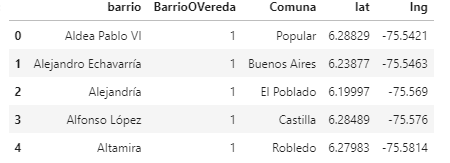 barrio BarrioOVereda Comuna lat lng
0 Aldea Pablo VI 1 Popular 6.28829 -75.5421
1 Alejandro Echavarría 1 Buenos Aires 6.23877 -75.5463
2 Alejandría 1 El Poblado 6.19997 -75.569
3 Alfonso López 1 Castilla 6.28489 -75.576
4 Altamira 1 Robledo 6.27983 -75.5814